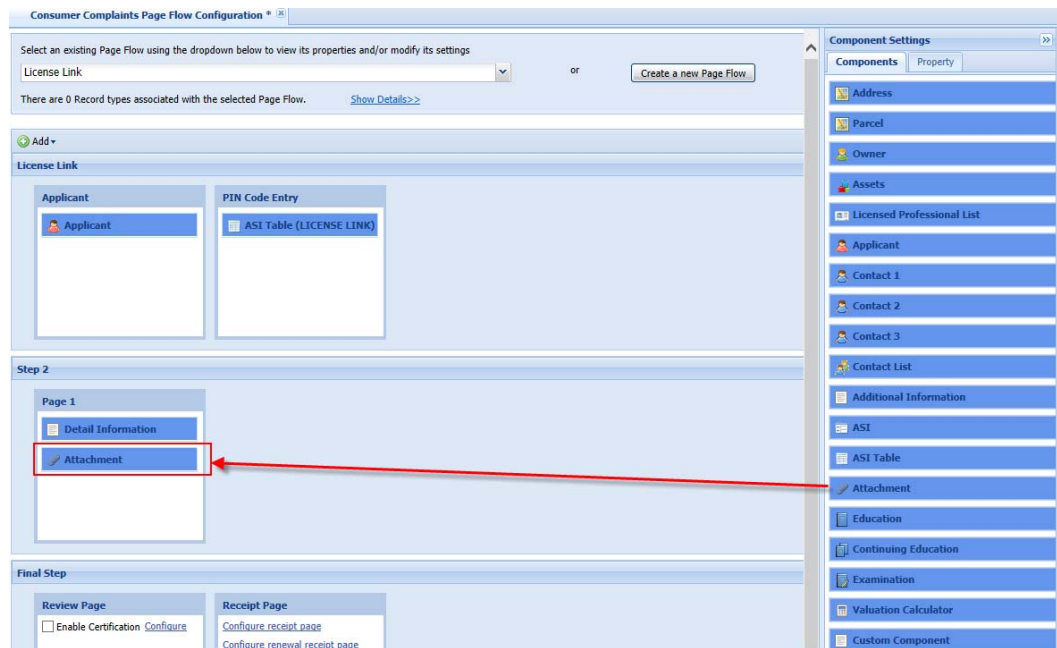 Consumer Complaints Page Flow Configuration *
Select an existing Page Flow using the dropdown below to view its properties and/or modify its settings
License Link
or
Create a new Page Flow
There are 0 Record types associated with the selected Page Flow.
Show Details>>
Add
License Link
Applicant
Applicant
PIN Code Entry
ASI Table (LICENSE LINK)
Step 2
Page 1
Detail Information
Attachment
Final Step
Review Page
Enable Certification Configure
Receipt Page
Configure receipt page
Configure renewal receipt page
Component Settings
Components
Property
Address
Parcel
Owner
Assets
Licensed Professional List
Applicant
Contact 1
Contact 2
Contact 3
Contact List
Additional Information
ASI
ASI Table
Attachment
Education
Continuing Education
Examination
Valuation Calculator
Custom Component